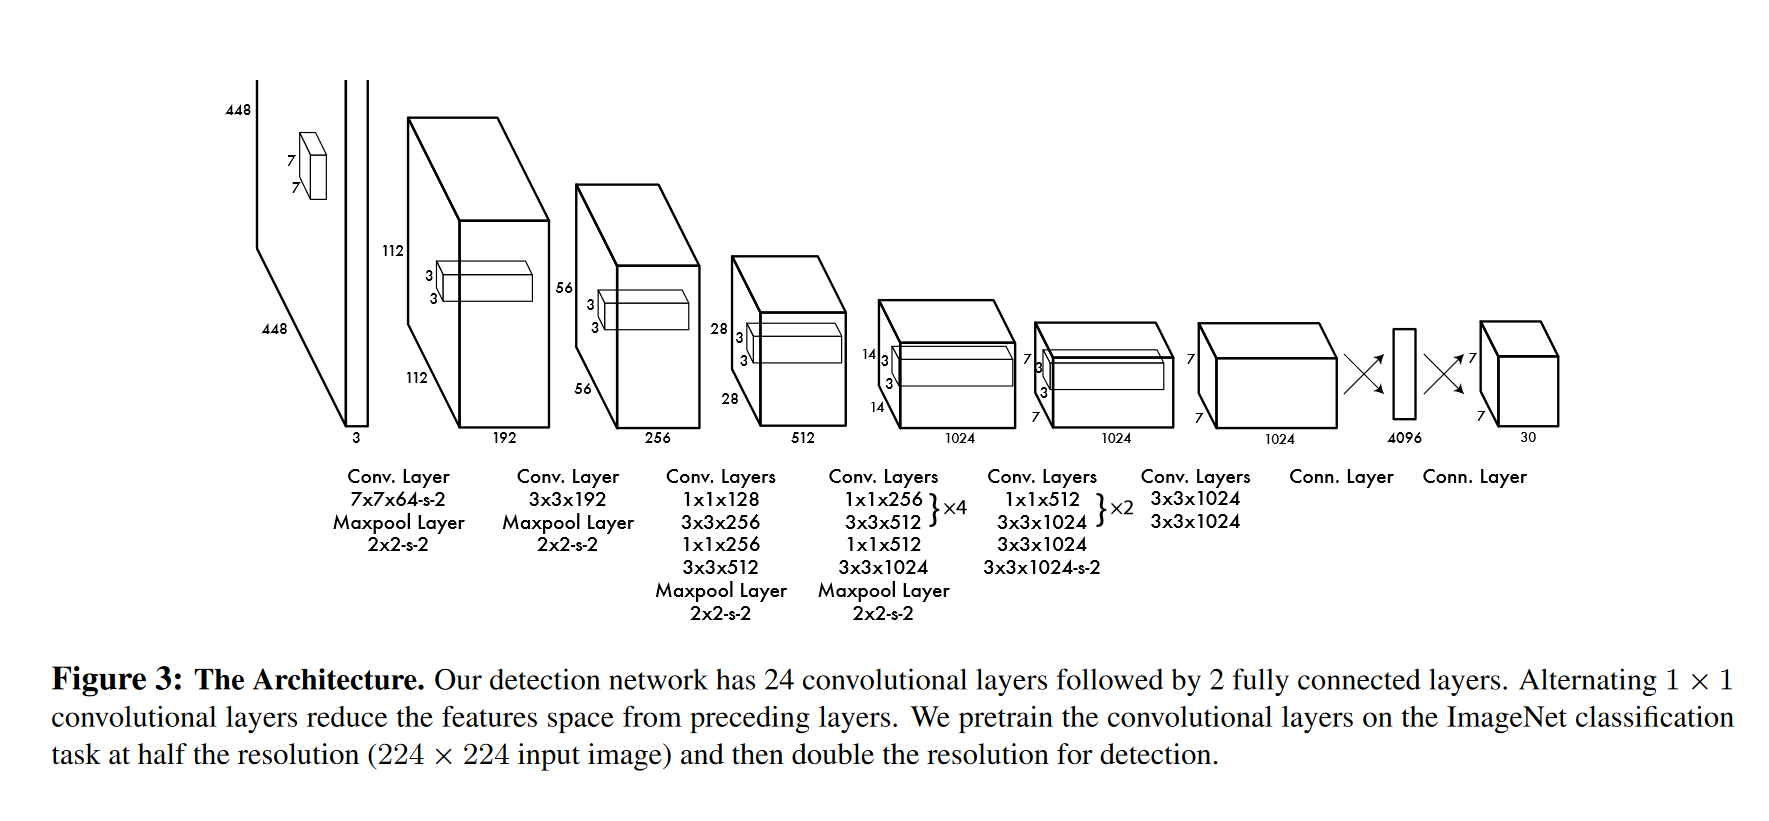 448
7
7
448
3
112
3
3
112
192
56
3
3
56
256
28
3
3
28
512
14
3
3
14
1024
7
3
3
7
1024
7
7
1024
4096
7
7
30
Conv. Layer
7x7x64-s-2
Maxpool Layer
2x2-s-2
Conv. Layer
3x3x192
Maxpool Layer
2x2-s-2
Conv. Layers
1x1x128
3x3x256
1x1x256
3x3x512
Maxpool Layer
2x2-s-2
Conv. Layers
1x1x256
3x3x512
}×4
1x1x512
3x3x1024
Maxpool Layer
2x2-s-2
Conv. Layers
1x1x512
3x3x1024
}×2
3x3x1024
3x3x1024-s-2
Conv. Layers
3x3x1024
3x3x1024
Conn. Layer
Conn. Layer
Figure 3: The Architecture. Our detection network has 24 convolutional layers followed by 2 fully connected layers. Alternating 1 × 1
convolutional layers reduce the features space from preceding layers. We pretrain the convolutional layers on the ImageNet classification
task at half the resolution (224 × 224 input image) and then double the resolution for detection.